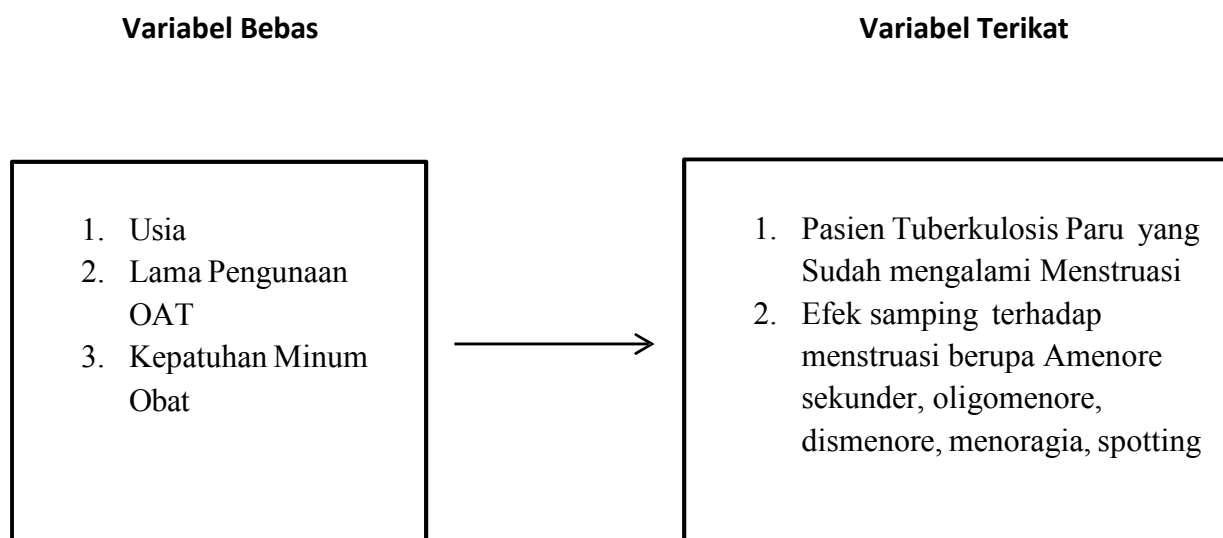 Variabel Bebas
Variabel Terikat
1. Usia
2. Lama Pengunaan
OAT
3. Kepatuhan Minum
Obat
1. Pasien Tuberkulosis Paru yang
Sudah mengalami Menstruasi
2. Efek samping terhadap
menstruasi berupa Amenore
sekunder, oligomenore,
dismenore, menoragia, spotting